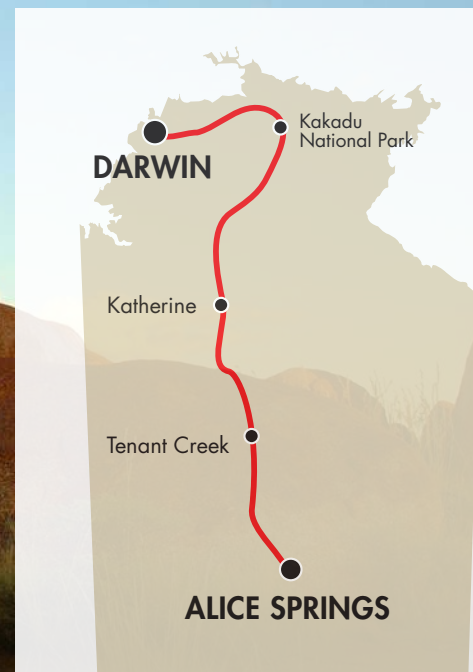 Kakadu
National Park
DARWIN
Katherine
Tenant Creek
ALICE SPRINGS